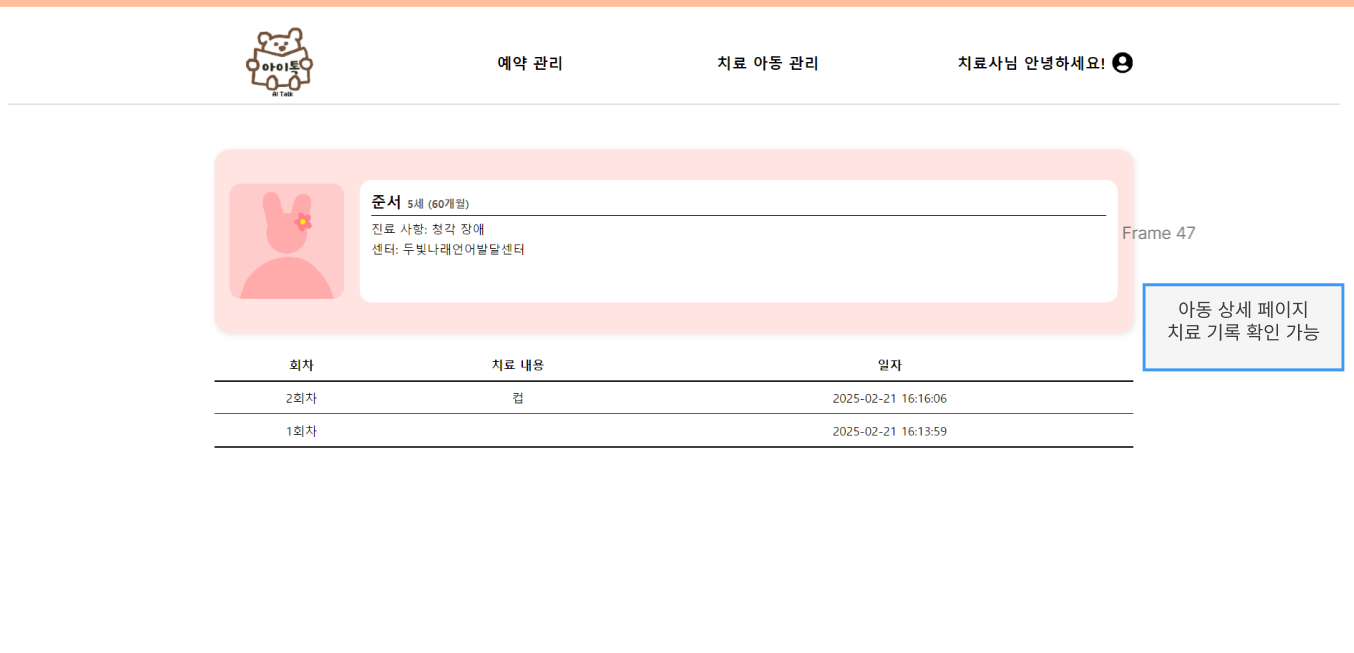 아이톡
AI Talk
예약 관리
치료 아동 관리
치료사님 안녕하세요!
준서 5세 (60개월)
진료 사항: 청각 장애
센터: 두빛나래언어발달센터
Frame 47
아동 상세 페이지
치료 기록 확인 가능
회차 치료 내용 일자
2회차 컵 2025-02-21 16:16:06
1회차 2025-02-21 16:13:59